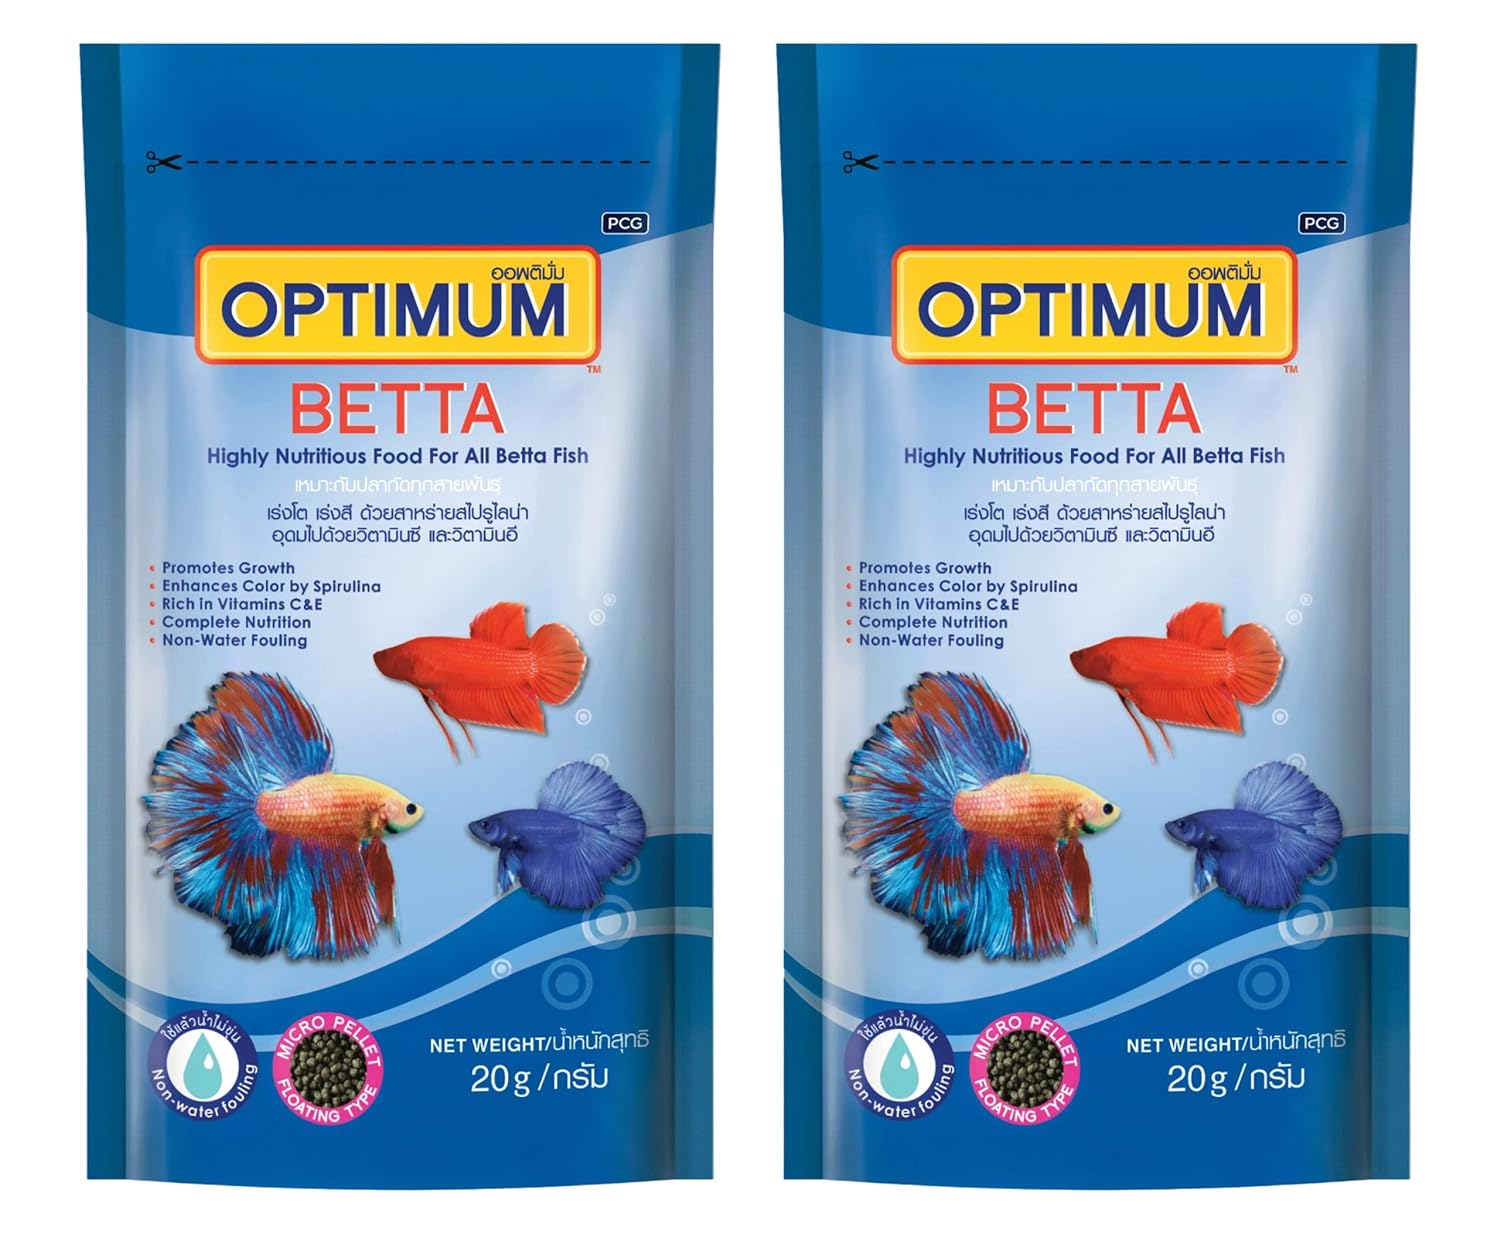 PCG
ออพติมั่ม
OPTIMUM
TM
BETTA
Highly Nutritious Food For All Betta Fish
เหมาะกับปลากัดทุกสายพันธุ์
เร่งโต เร่งสี ด้วยสาหร่ายสไปรูไลน่า
อุดมไปด้วยวิตามินซี และวิตามินอี
• Promotes Growth
• Enhances Color by Spirulina
• Rich in Vitamins C&E
• Complete Nutrition
• Non-Water Fouling
ใช้แล้วน้ำไม่ขุ่น
Non-water fouling
MICRO PELLET
FLOATING TYPE
NET WEIGHT/น้ำหนักสุทธิ
20g/กรัม
PCG
ออพติมั่ม
OPTIMUM
TM
BETTA
Highly Nutritious Food For All Betta Fish
เหมาะกับปลากัดทุกสายพันธุ์
เร่งโต เร่งสี ด้วยสาหร่ายสไปรูไลน่า
อุดมไปด้วยวิตามินซี และวิตามินอี
• Promotes Growth
• Enhances Color by Spirulina
• Rich in Vitamins C&E
• Complete Nutrition
• Non-Water Fouling
ใช้แล้วน้ำไม่ขุ่น
Non-water fouling
MICRO PELLET
FLOATING TYPE
NET WEIGHT/น้ำหนักสุทธิ
20g/กรัม